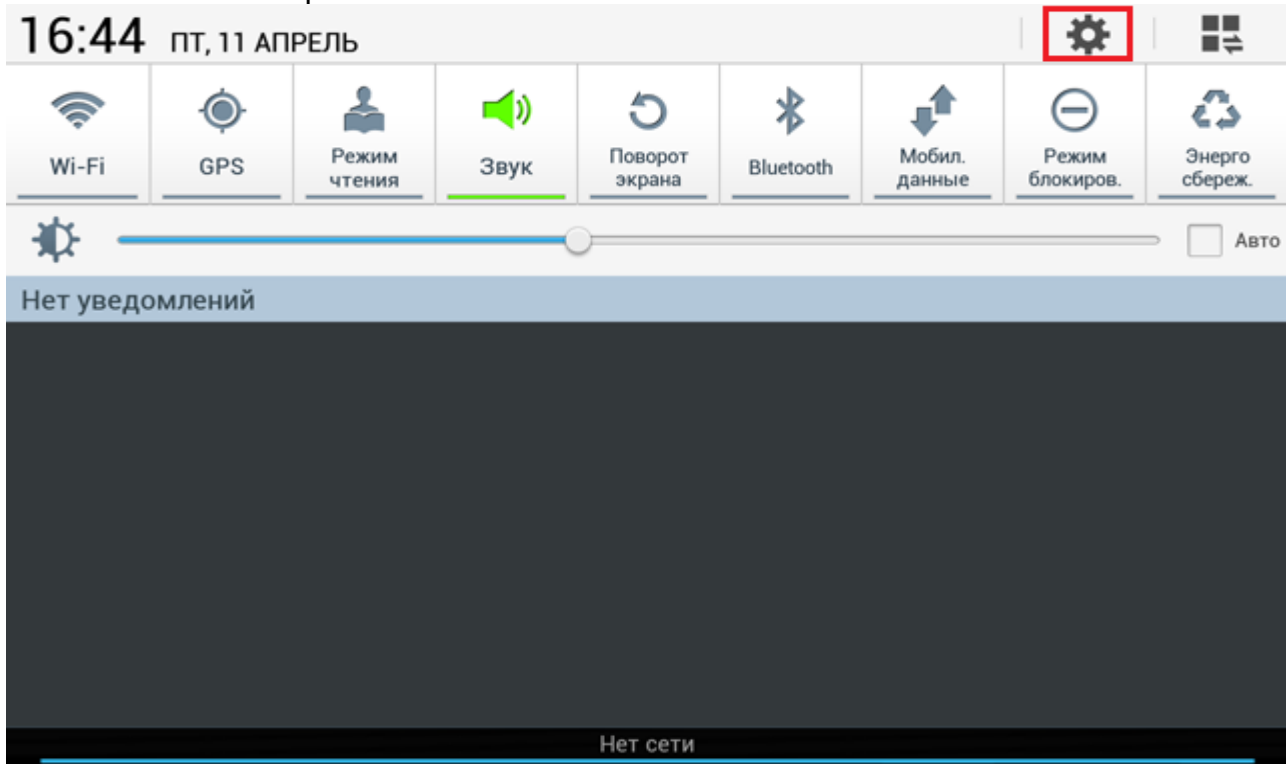 16:44 ПТ, 11 АПРЕЛЬ
Wi-Fi
GPS
Режим
чтения
Звук
Поворот
экрана
Bluetooth
Мобил.
данные
Режим
блокиров.
Энерго
сбереж.
Авто
Нет уведомлений
Нет сети